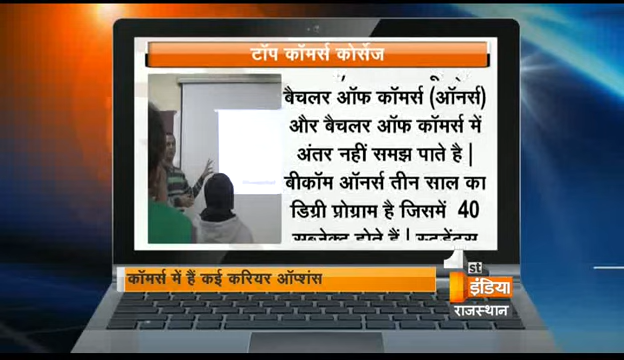 टॉप कॉमर्स कोर्सेज
बैचलर ऑफ कॉमर्स (ऑनर्स)
और बैचलर ऑफ कॉमर्स में
अंतर नहीं समझ पाते है |
बीकॉम ऑनर्स तीन साल का
डिग्री प्रोग्राम है जिसमें 40
सब्जेक्ट होते हैं | स्टूडेंट्स
कॉमर्स में हैं कई करियर ऑप्शंस
1st
इंडिया
राजस्थान